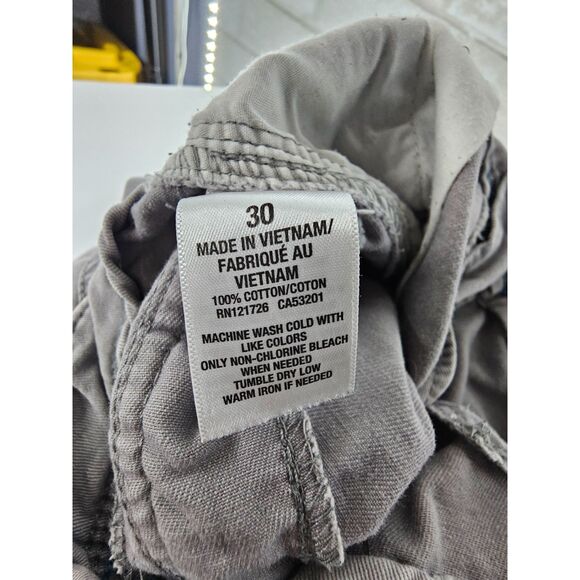 30
MADE IN VIETNAM/
FABRIQUÉ AU
VIETNAM
100% COTTON/COTON
RN121726 CA53201
MACHINE WASH COLD WITH
LIKE COLORS
ONLY NON-CHLORINE BLEACH
WHEN NEEDED
TUMBLE DRY LOW
WARM IRON IF NEEDED